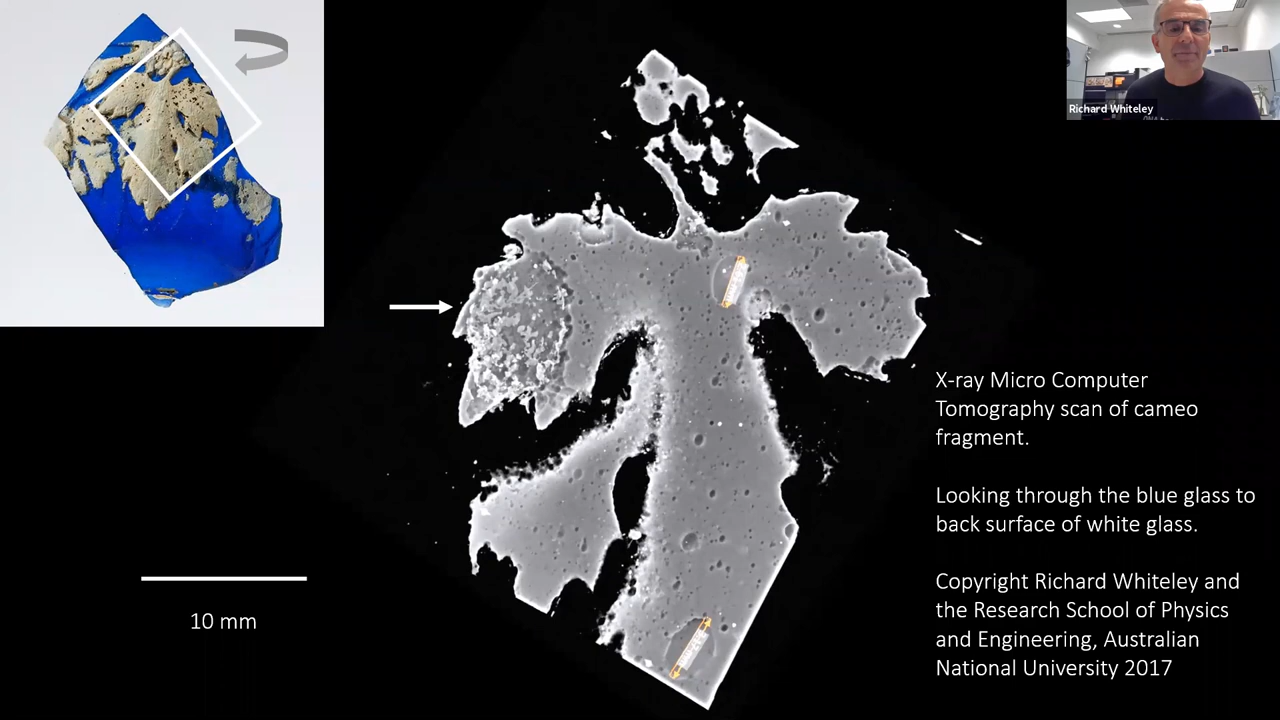 Richard Whiteley
X-ray Micro Computer
Tomography scan of cameo
fragment.
Looking through the blue glass to
back surface of white glass.
Copyright Richard Whiteley and
the Research School of Physics
and Engineering, Australian
National University 2017
10 mm